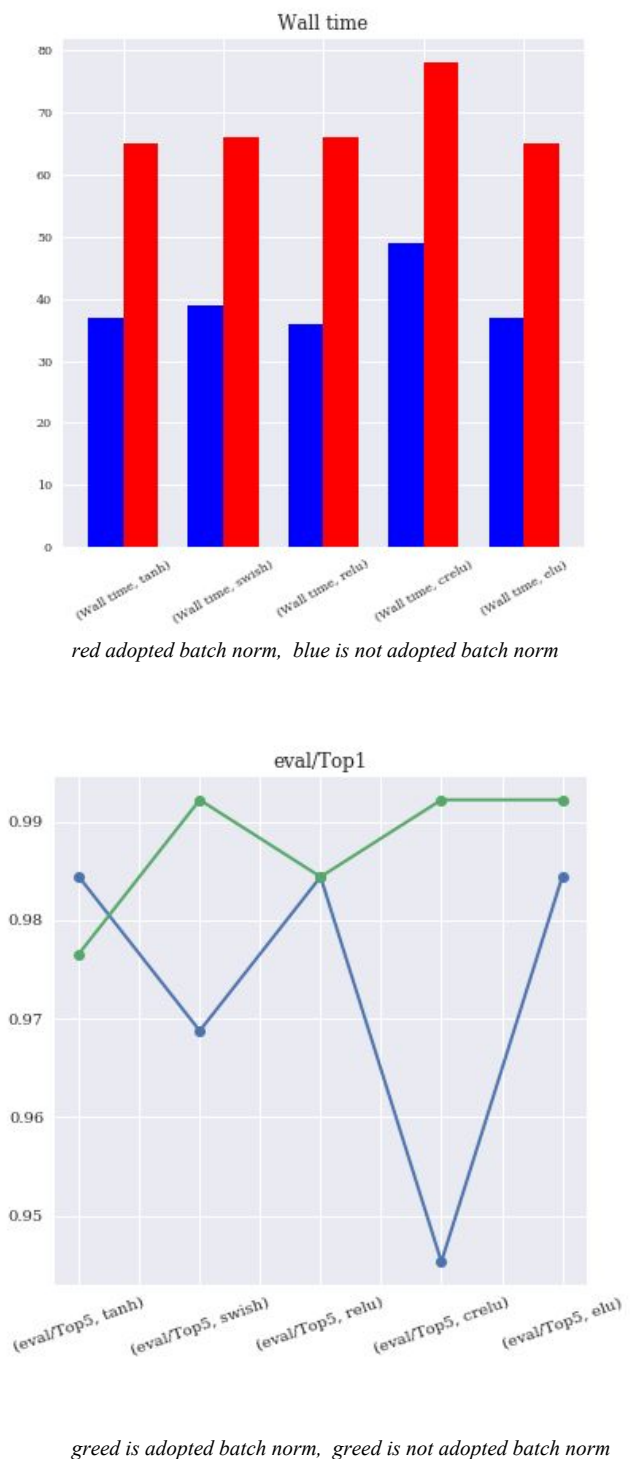 Wall time
80
70
60
50
40
30
20
10
0
(Wall time, tanh)
(Wall time, swish)
(Wall time, relu)
(Wall time, crelu)
(Wall time, elu)
red adopted batch norm, blue is not adopted batch norm
eval/Top1
0.99
0.98
0.97
0.96
0.95
(eval/Top5, tanh)
(eval/Top5, swish)
(eval/Top5, relu)
(eval/Top5, crelu)
(eval/Top5, elu)
greed is adopted batch norm, greed is not adopted batch norm